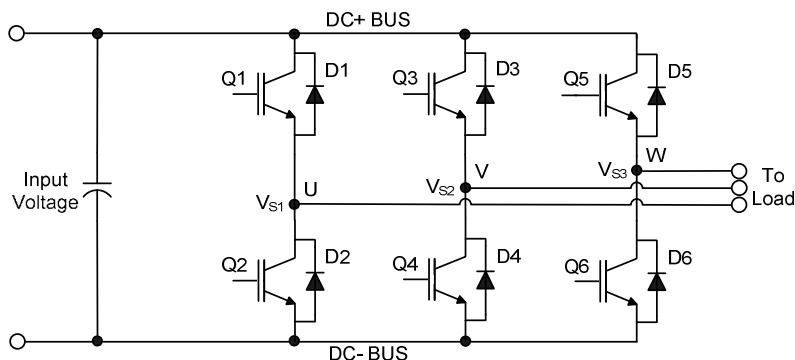 DC+ BUS
Q1
D1
Q3
D3
Q5
D5
Input
Voltage
VS1
U
VS2
V
VS3
W
To
Load
Q2
D2
Q4
D4
Q6
D6
DC- BUS